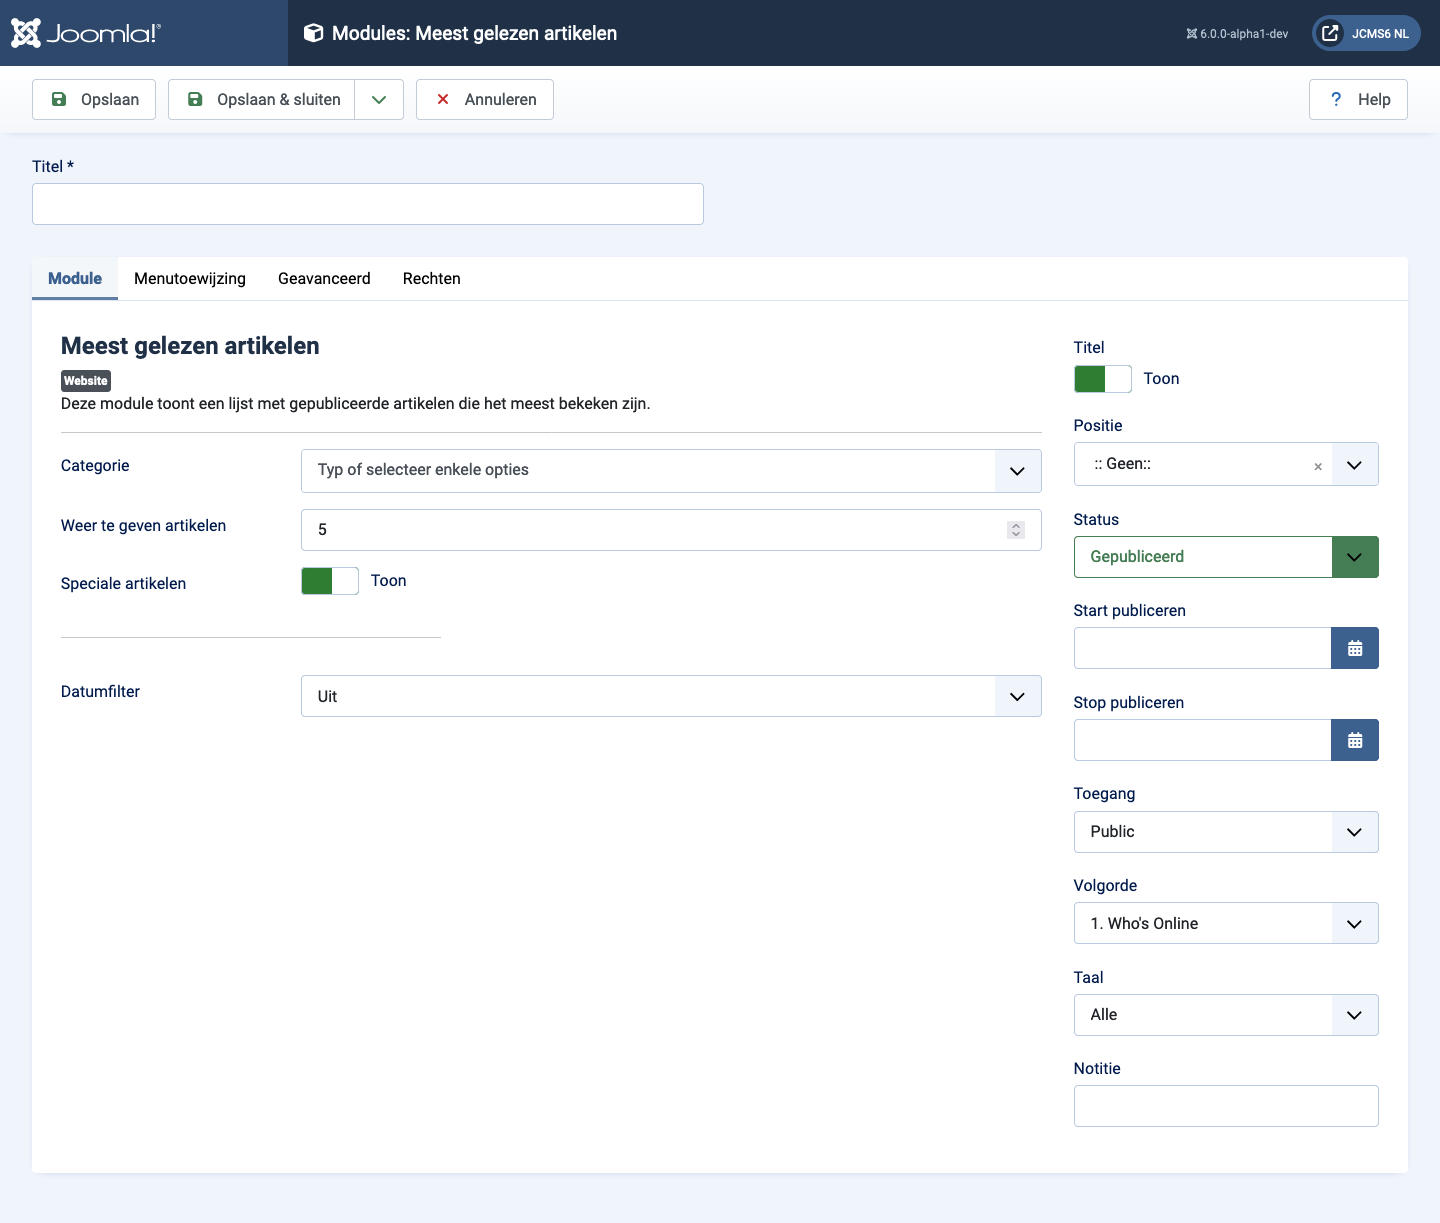 Joomla!®
Modules: Meest gelezen artikelen
6.0.0-alpha1-dev
JCMS6 NL
Opslaan
Opslaan & sluiten
Annuleren
? Help
Titel *
Module
Menutoewijzing
Geavanceerd
Rechten
Meest gelezen artikelen
Website
Deze module toont een lijst met gepubliceerde artikelen die het meest bekeken zijn.
Categorie
Typ of selecteer enkele opties
Weer te geven artikelen
5
Speciale artikelen
Toon
Datumfilter
Uit
Titel
Toon
Positie
:: Geen:: ×
Status
Gepubliceerd
Start publiceren
Stop publiceren
Toegang
Public
Volgorde
1. Who's Online
Taal
Alle
Notitie